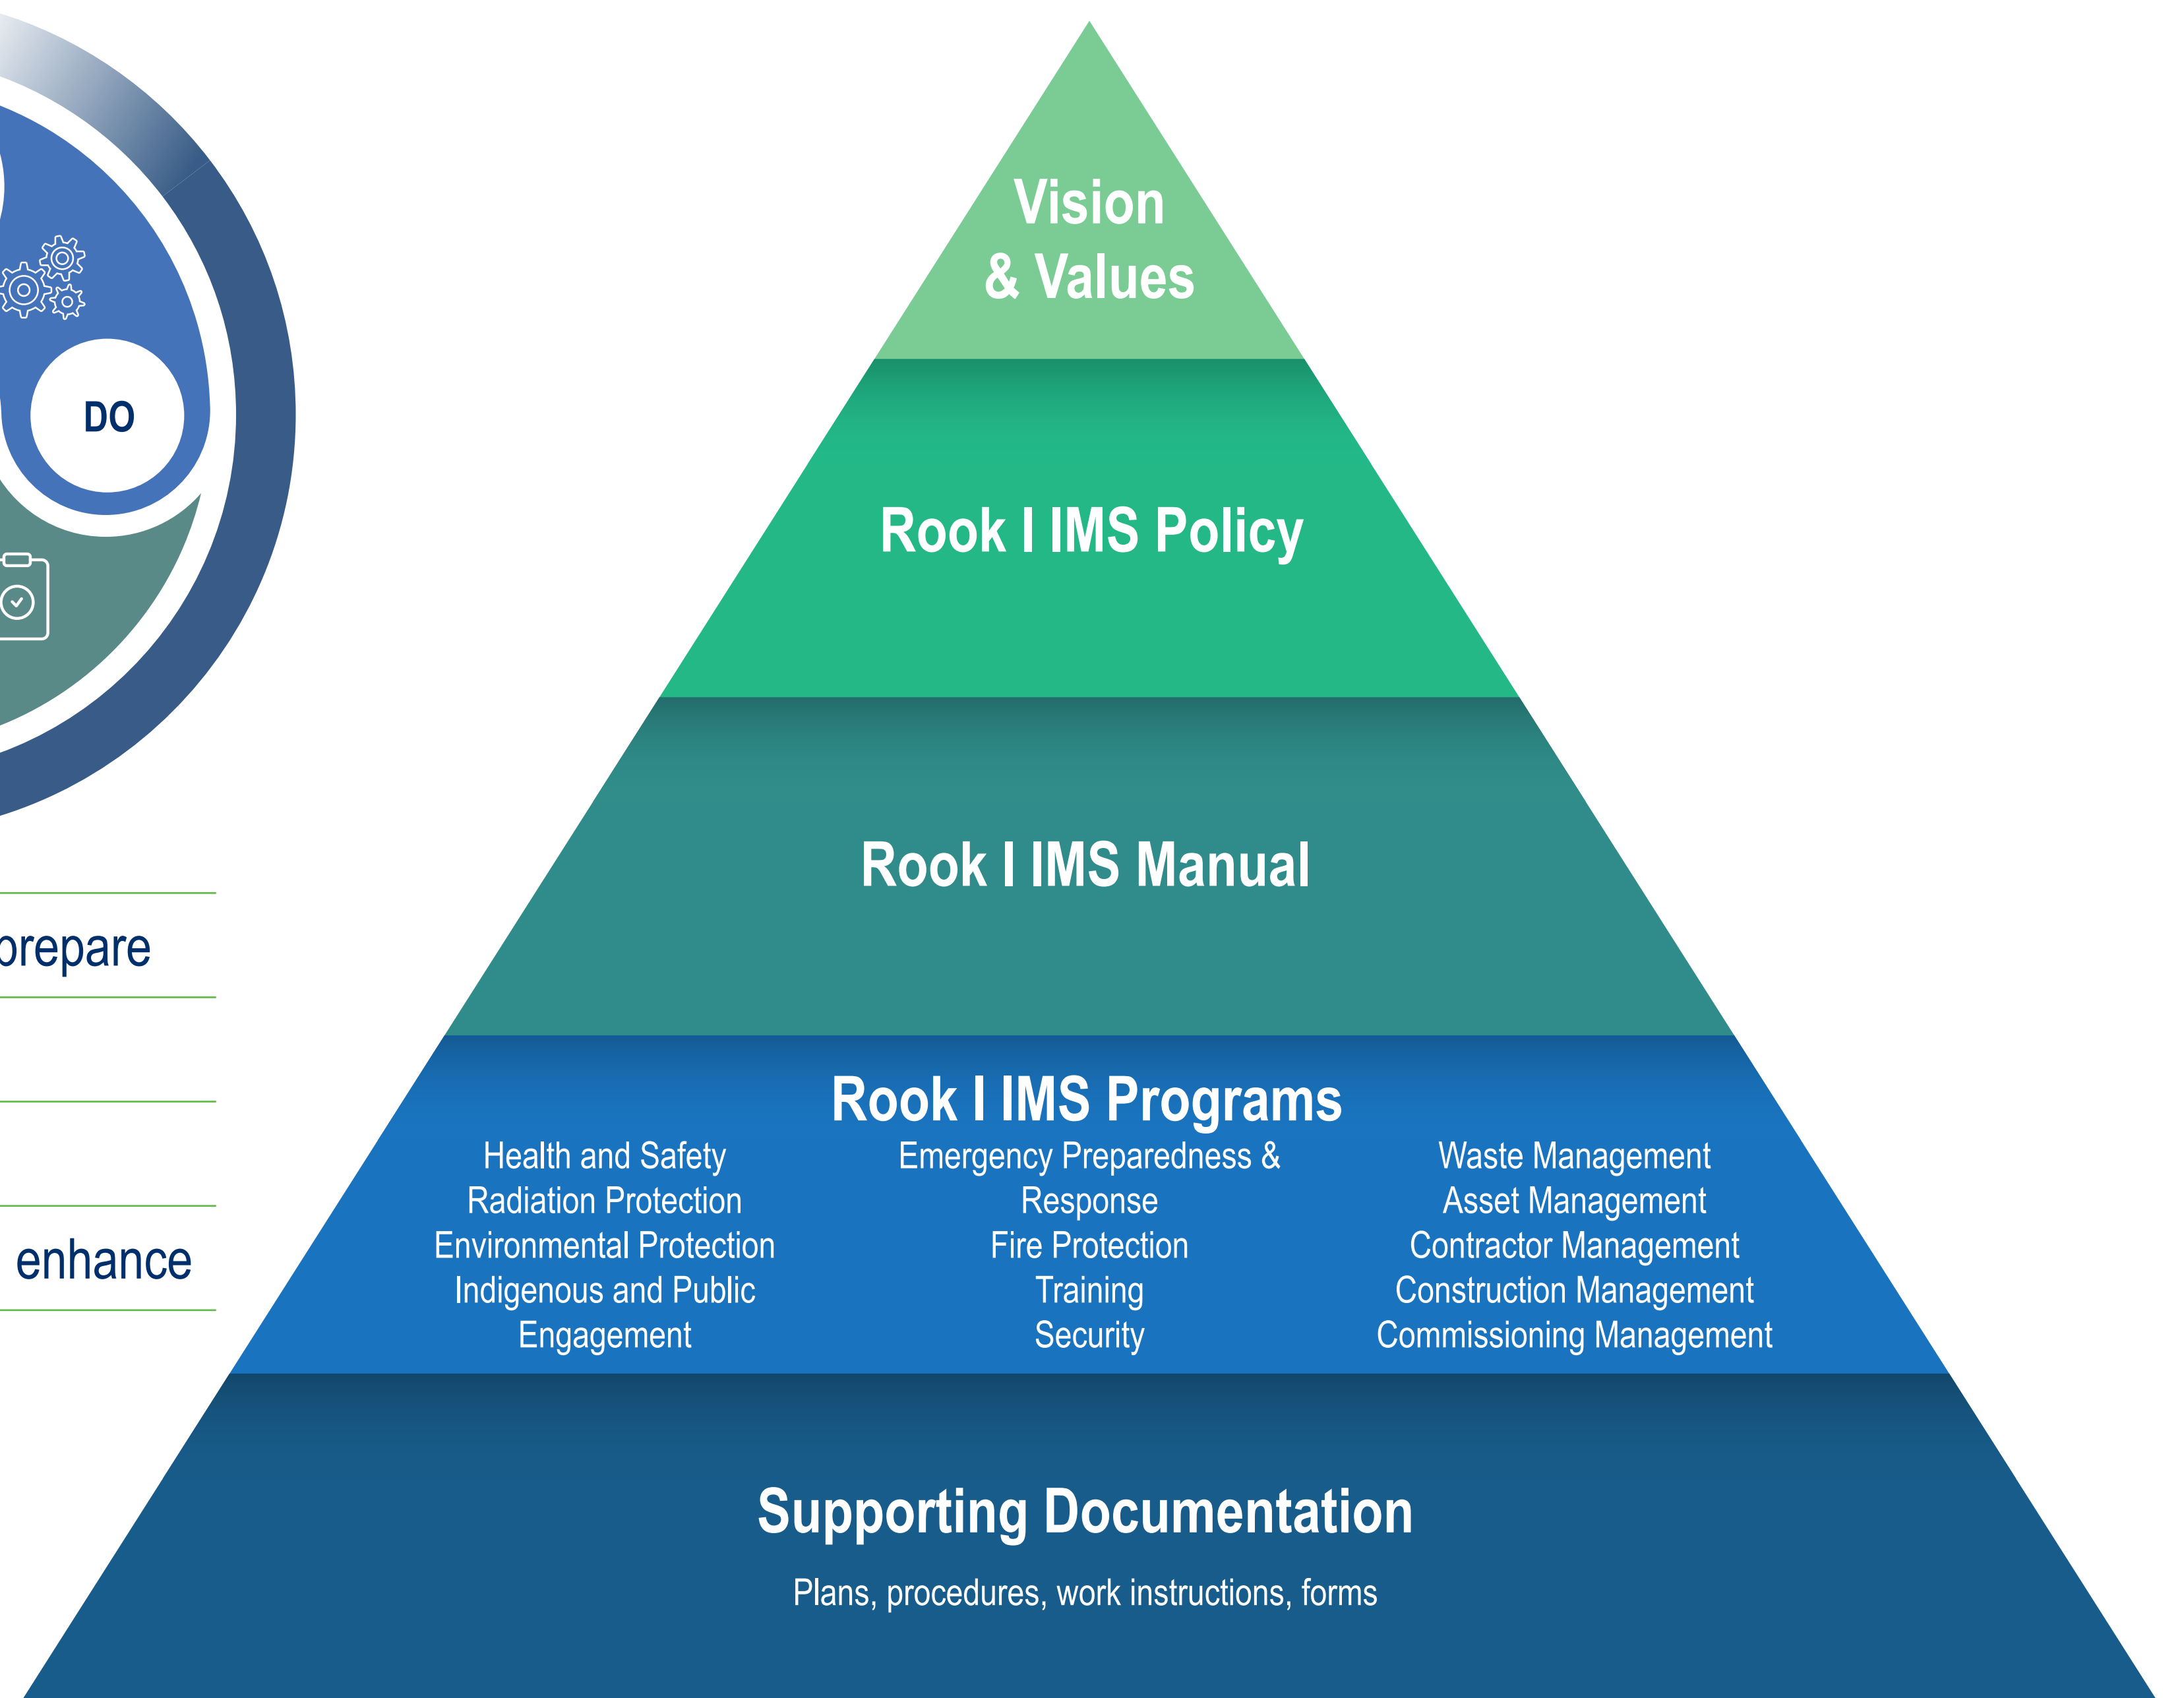 DO
prepare
enhance
Vision
& Values
Rook I IMS Policy
Rook I IMS Manual
Rook I IMS Programs
Health and Safety
Radiation Protection
Environmental Protection
Indigenous and Public
Engagement
Emergency Preparedness &
Response
Fire Protection
Training
Security
Waste Management
Asset Management
Contractor Management
Construction Management
Commissioning Management
Supporting Documentation
Plans, procedures, work instructions, forms